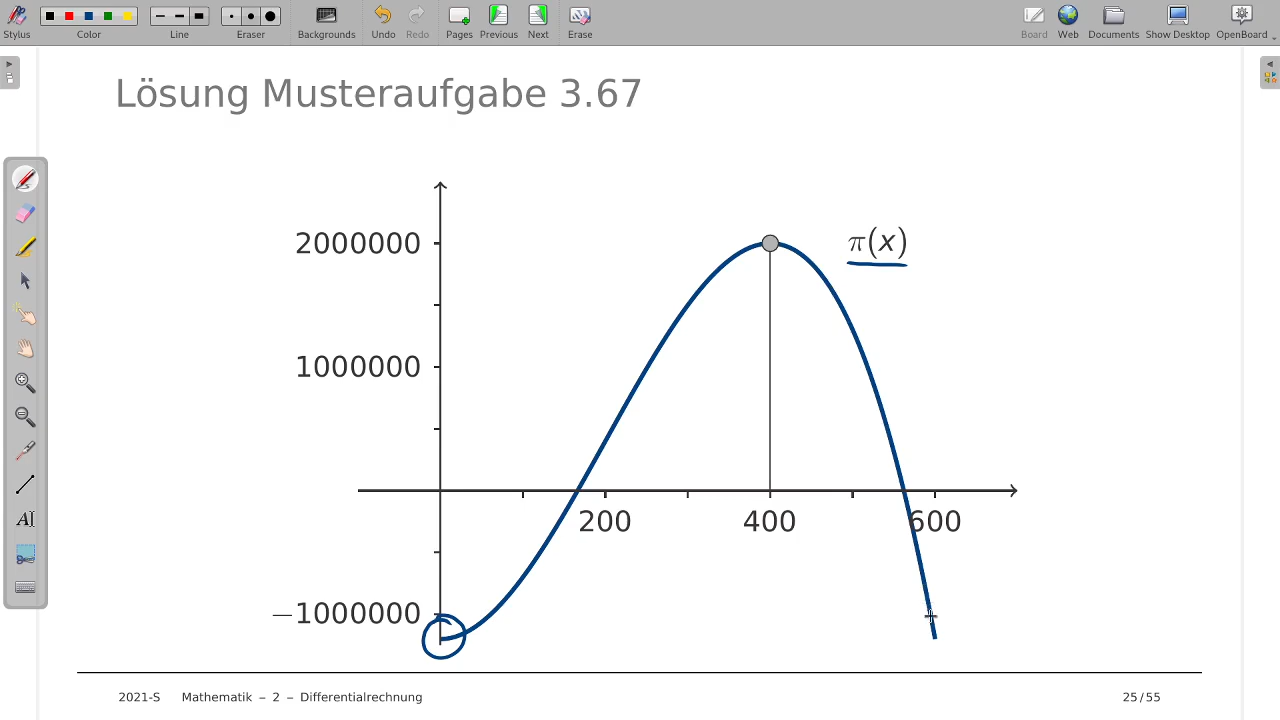 Stylus
Color
Line
Eraser
Backgrounds
Undo
Redo
Pages
Previous
Next
Erase
Board
Web
Documents
Show Desktop
OpenBoard
Lösung Musteraufgabe 3.67
2000000
π(x)
1000000
200
400
600
−1000000
2021-S Mathematik – 2 – Differentialrechnung
25/55